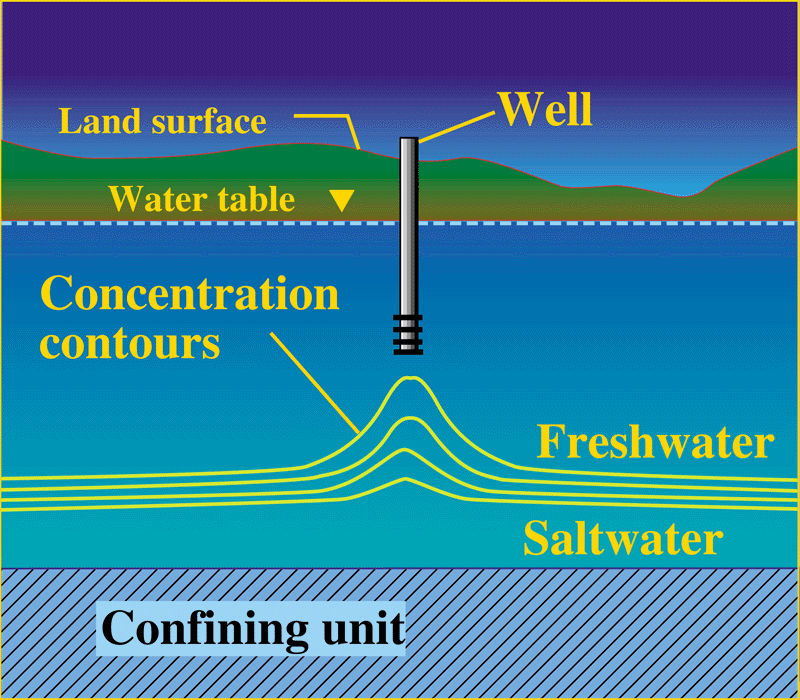 Well
Land surface
Water table
Concentration
contours
Freshwater
Saltwater
Confining unit